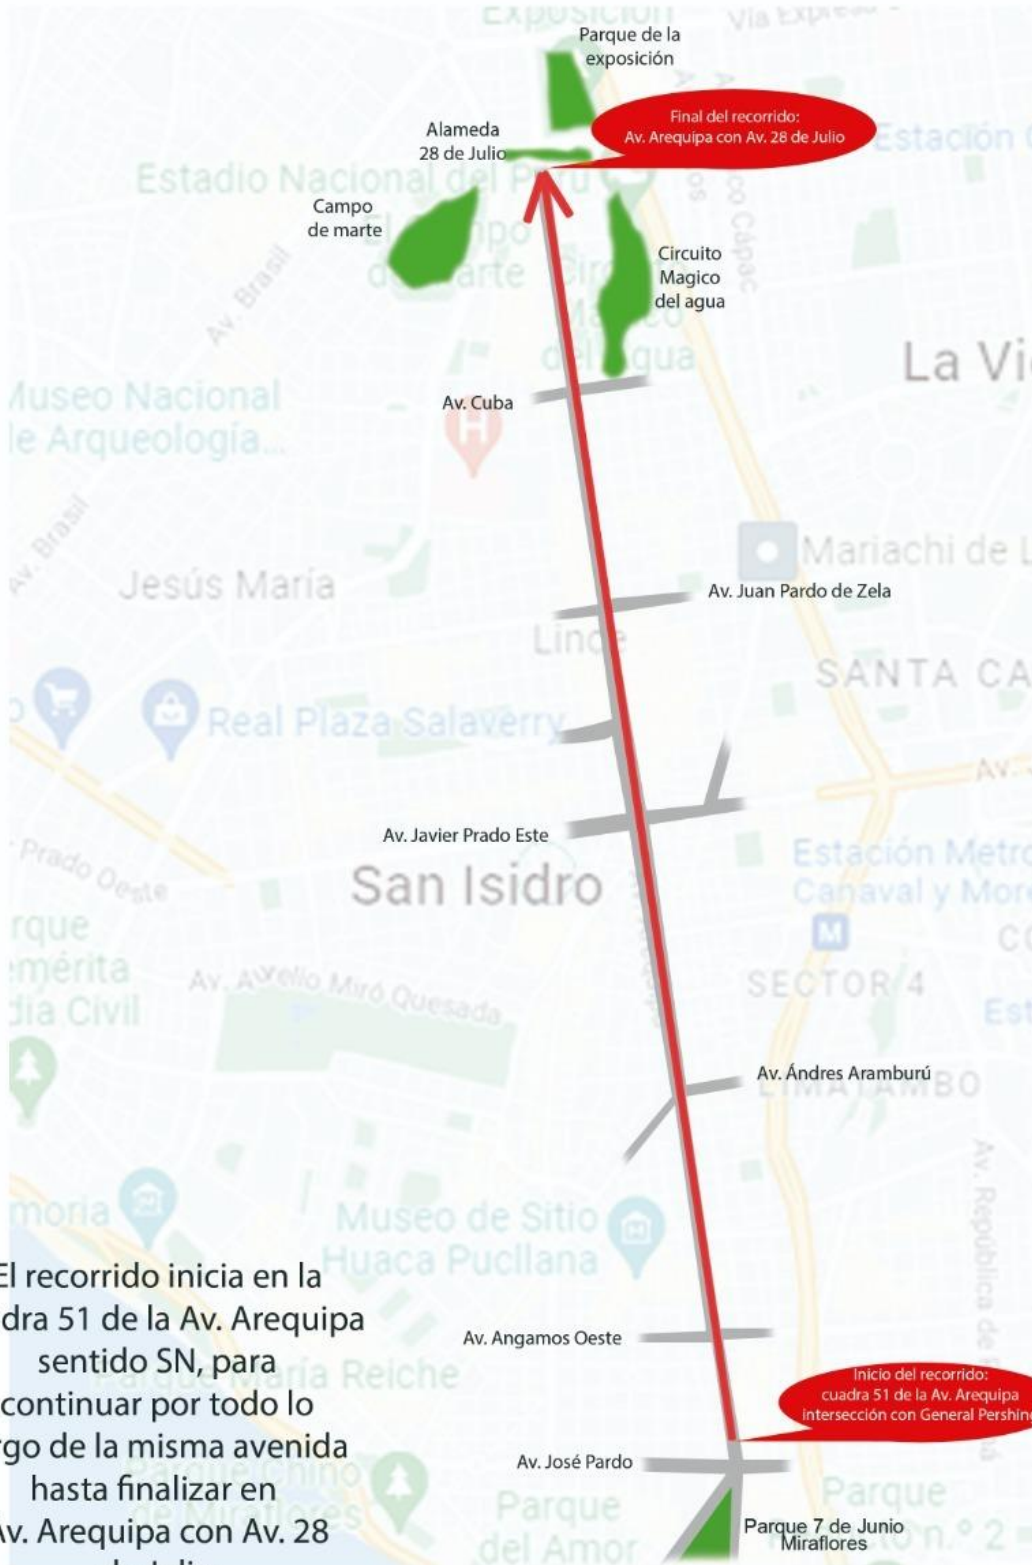 Exposición
Vía Expresa
Parque de la
exposición
Final del recorrido:
Av. Arequipa con Av. 28 de Julio
Alameda
28 de Julio
Estación
Estadio Nacional del Perú
Campo
de marte
Av. Brasil
Circuito
Magico
del agua
La Vi
Museo Nacional
de Arqueología...
H
Av. Cuba
Av. Brasil
Mariachi de L
Jesús María
Av. Juan Pardo de Zela
Lince
SANTA CA
Real Plaza Salaverry
Av.
Av. Javier Prado Este
Prado Oeste
San Isidro
Estación Metro
Canaval y More
M
rque
emérita
dia Civil
Av. Aurelio Miró Quesada
SECTOR 4
Est
Av. Ándres Aramburú
LIMATAMBO
Av. República de
moria
Museo de Sitio
Huaca Pucllana
El recorrido inicia en la
dra 51 de la Av. Arequipa
sentido SN, para
continuar por todo lo
rgo de la misma avenida
hasta finalizar en
Av. Arequipa con Av. 28
Av. Angamos Oeste
Parque María Reiche
Inicio del recorrido:
cuadra 51 de la Av. Arequipa
intersección con General Pershing
Av. José Pardo
Parque Chino
de Miraflores
Parque
del Amor
Parque 7 de Junio
Miraflores
Parque
n.º 2